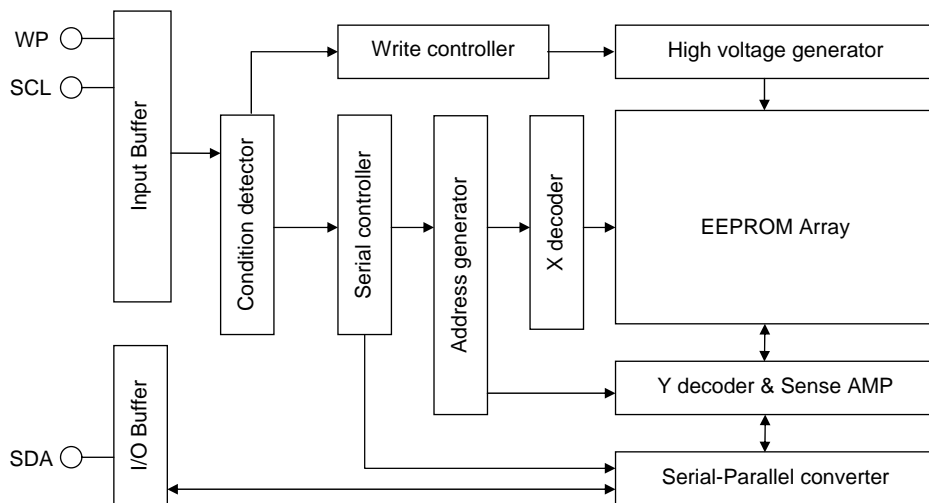 WP
SCL
Input Buffer
Condition detector
Write controller
High voltage generator
Serial controller
Address generator
X decoder
EEPROM Array
Y decoder & Sense AMP
SDA
I/O Buffer
Serial-Parallel converter